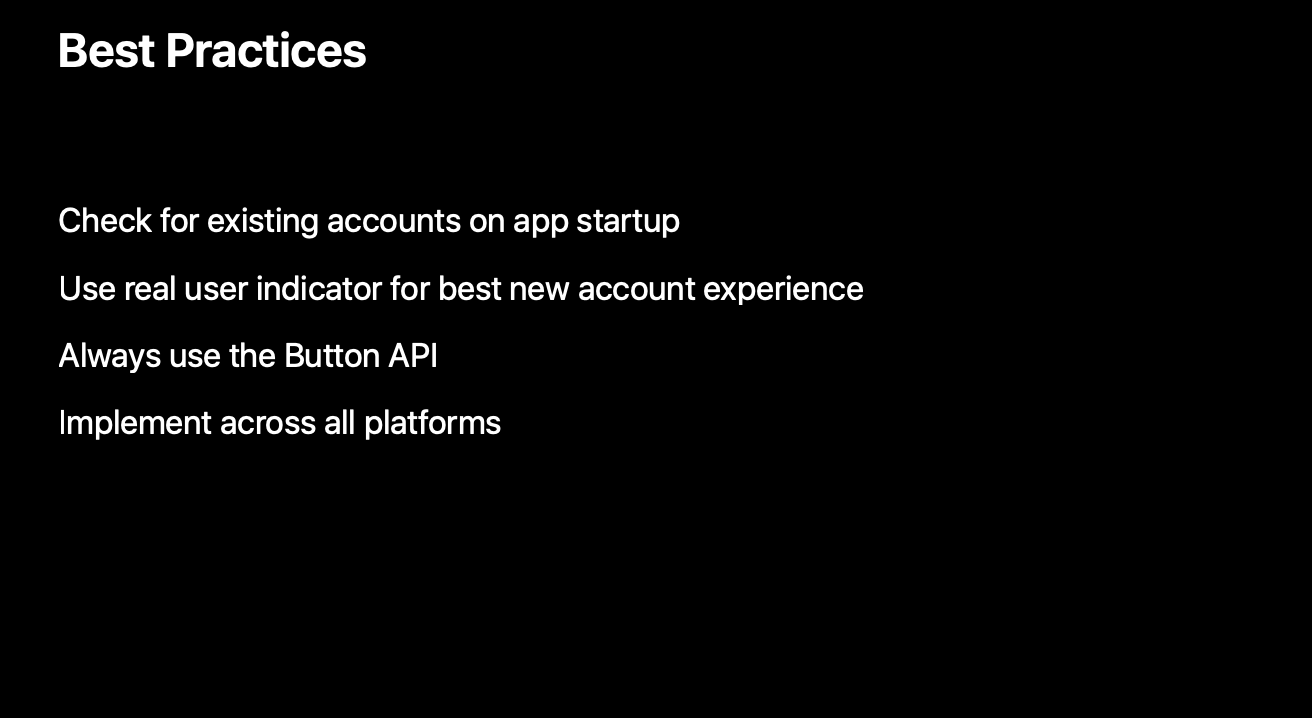 Best Practices
Check for existing accounts on app startup
Use real user indicator for best new account experience
Always use the Button API
Implement across all platforms